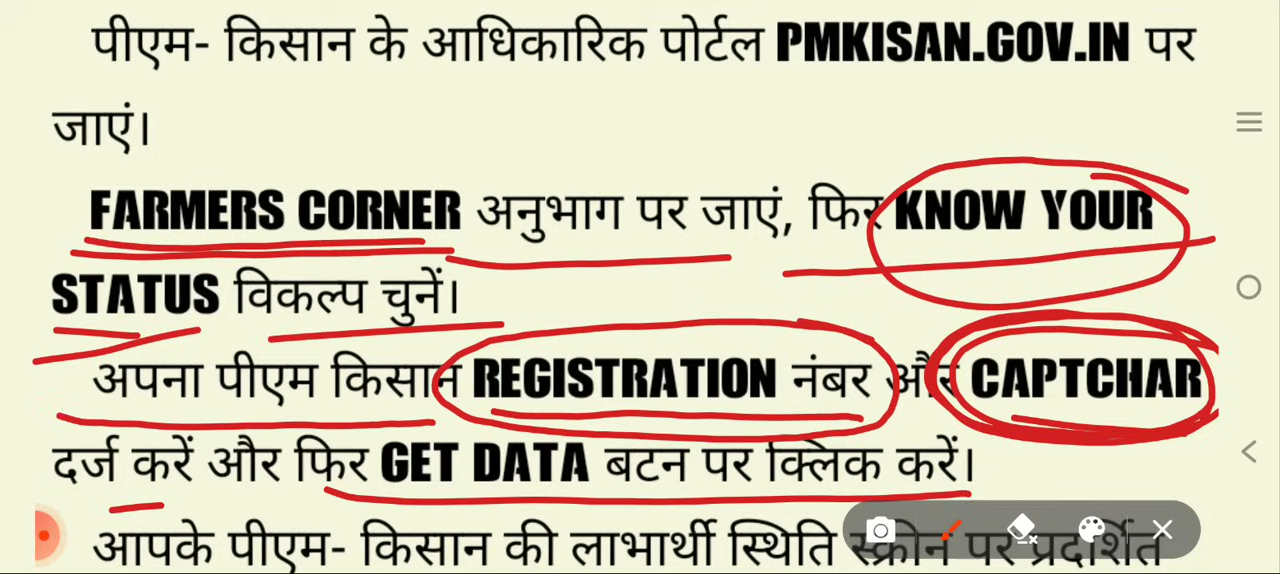 पीएम- किसान के आधिकारिक पोर्टल PMKISAN.GOV.IN पर
जाएं।
FARMERS CORNER अनुभाग पर जाएं, फिर KNOW YOUR
STATUS विकल्प चुनें।
अपना पीएम किसान REGISTRATION नंबर और CAPTCHAR
दर्ज करें और फिर GET DATA बटन पर क्लिक करें।
आपके पीएम- किसान की लाभार्थी स्थिति स्क्रीन पर प्रदर्शित